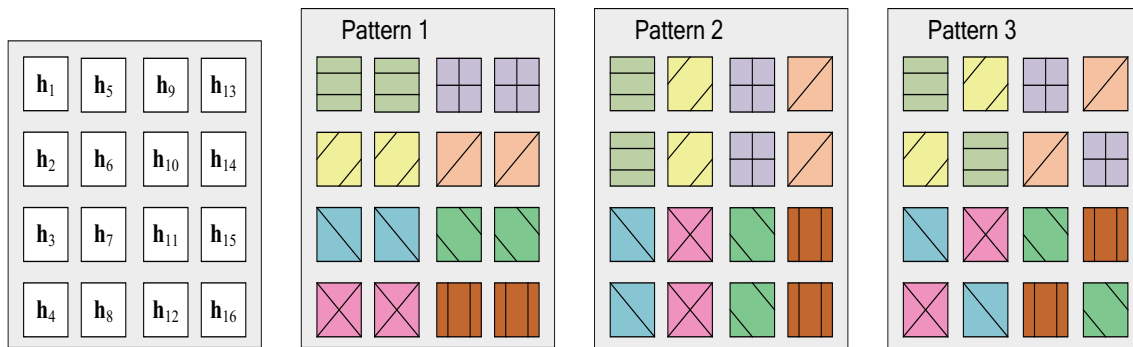 Pattern 1 Pattern 2 Pattern 3
h₁ h₅ h₉ h₁₃
h₂ h₆ h₁₀ h₁₄
h₃ h₇ h₁₁ h₁₅
h₄ h₈ h₁₂ h₁₆